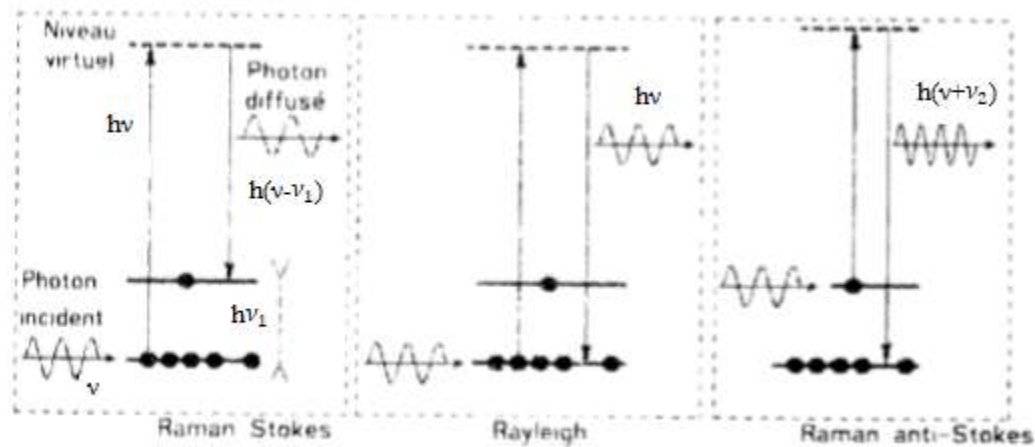 Niveau
virtuel
hν
Photon
diffusé
h(ν-ν₁)
Photon
incident
hν₁
ν
Raman Stokes
hν
Rayleigh
h(ν+ν₂)
Raman anti-Stokes